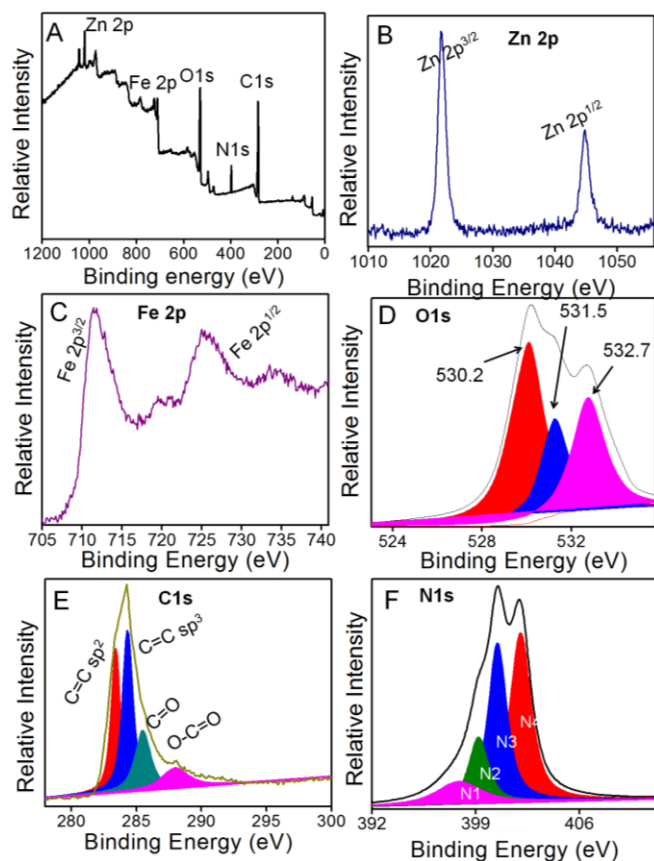 A
Zn 2p
Fe 2p
O1s
N1s
C1s
Relative Intensity
1200 1000 800 600 400 200 0
Binding energy (eV)
B
Zn 2p
Zn 2p3/2
Zn 2p1/2
Relative Intensity
1010 1020 1030 1040 1050
Binding Energy (eV)
C
Fe 2p
Fe 2p3/2
Fe 2p1/2
Relative Intensity
705 710 715 720 725 730 735 740
Binding Energy (eV)
D
O1s
531.5
530.2
532.7
Relative Intensity
524 528 532
Binding Energy (eV)
E
C1s
C=C sp2
C=C sp3
C=O
O-C=O
Relative Intensity
280 285 290 295 300
Binding Energy (eV)
F
N1s
N1
N2
N3
N4
Relative Intensity
392 399 406
Binding Energy (eV)